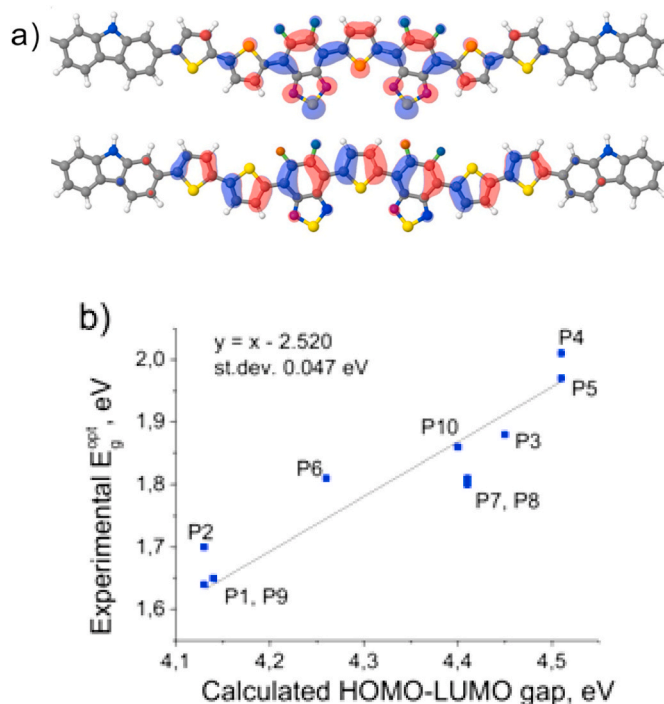 a)
b)
y = x - 2.520
st.dev. 0.047 eV
P4
P5
P10
P3
P6
P7, P8
P2
P1, P9
Experimental E_g^opt, eV
2,0
1,9
1,8
1,7
1,6
4,1 4,2 4,3 4,4 4,5
Calculated HOMO-LUMO gap, eV